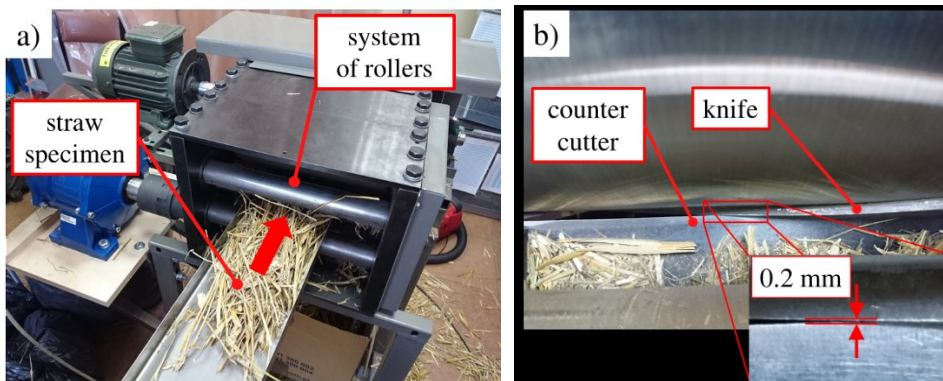 a)
system
of rollers
straw
specimen
b)
counter
cutter
knife
0.2 mm